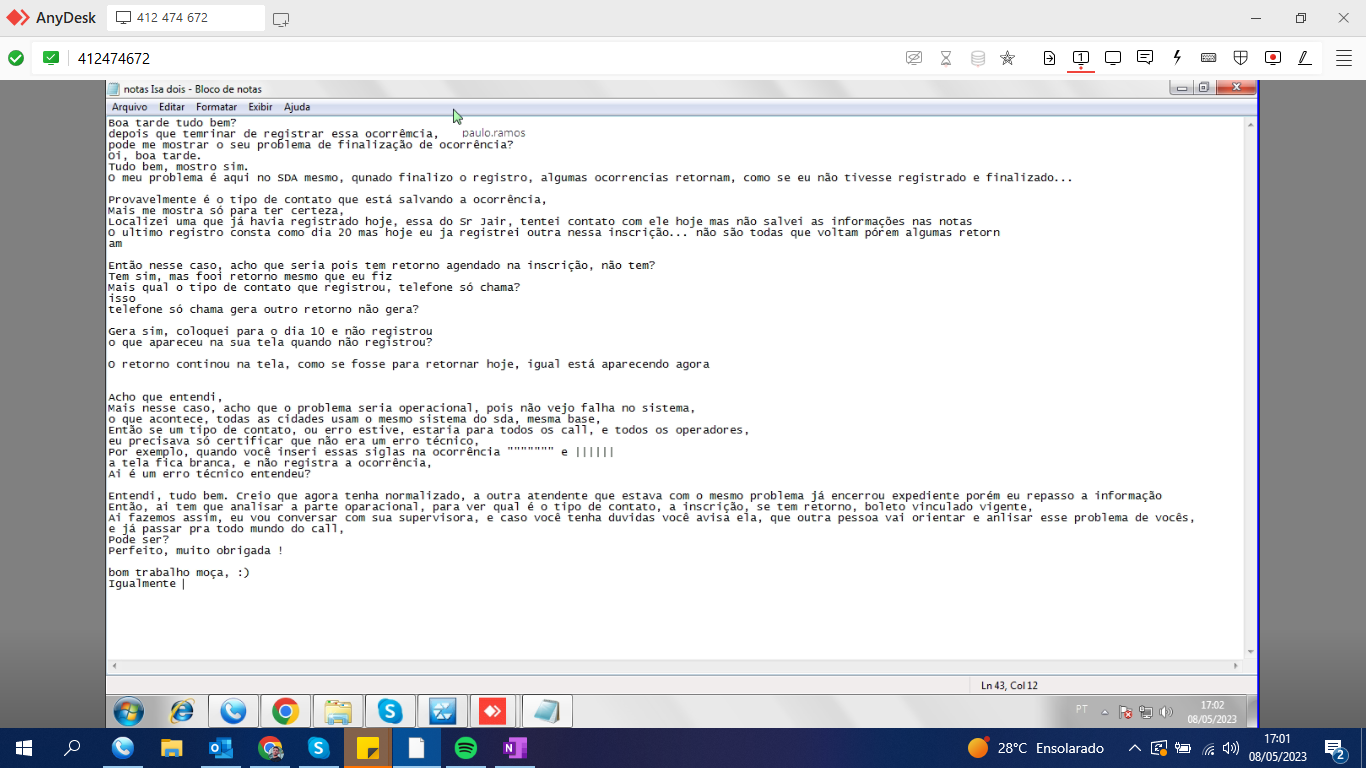 AnyDesk
412 474 672
412474672
notas Isa dois - Bloco de notas
Arquivo Editar Formatar Exibir Ajuda
Boa tarde tudo bem?
depois que temrinar de registrar essa ocorrêmcia,
paulo.ramos
pode me mostrar o seu problema de finalização de ocorrência?
Oi, boa tarde.
Tudo bem, mostro sim.
O meu problema é aqui no SDA mesmo, qunado finalizo o registro, algumas ocorrencias retornam, como se eu não tivesse registrado e finalizado...
Provavelmente é o tipo de contato que está salvando a ocorrência,
Mais me mostra só para ter certeza,
Localizei uma que já havia registrado hoje, essa do Sr Jair, tentei contato com ele hoje mas não salvei as informações nas notas
O ultimo registro consta como dia 20 mas hoje eu ja registrei outra nessa inscrição... não são todas que voltam pórem algumas retorn
am
Então nesse caso, acho que seria pois tem retorno agendado na inscrição, não tem?
Tem sim, mas fooi retorno mesmo que eu fiz
Mais qual o tipo de contato que registrou, telefone só chama?
isso
telefone só chama gera outro retorno não gera?
Gera sim, coloquei para o dia 10 e não registrou
o que apareceu na sua tela quando não registrou?
O retorno continou na tela, como se fosse para retornar hoje, igual está aparecendo agora
Acho que entendi,
Mais nesse caso, acho que o problema seria operacional, pois não vejo falha no sistema,
o que acontece, todas as cidades usam o mesmo sistema do sda, mesma base,
Então se um tipo de contato, ou erro estive, estaria para todos os call, e todos os operadores,
eu precisava só certificar que não era um erro técnico,
Por exemplo, quando você inseri essas siglas na ocorrência """"""" e ||||||
a tela fica branca, e não registra a ocorrência,
Ai é um erro técnico entendeu?
Entendi, tudo bem. Creio que agora tenha normalizado, a outra atendente que estava com o mesmo problema já encerrou expediente porém eu repasso a informação
Então, ai tem que analisar a parte oparacional, para ver qual é o tipo de contato, a inscrição, se tem retorno, boleto vinculado vigente,
Ai fazemos assim, eu vou conversar com sua supervisora, e caso você tenha duvidas você avisa ela, que outra pessoa vai orientar e anlisar esse problema de vocês,
e já passar pra todo mundo do call,
Pode ser?
Perfeito, muito obrigada !
bom trabalho moça, :)
Igualmente
Ln 43, Col 12
PT
17:02
08/05/2023
28°C Ensolarado
17:01
08/05/2023
2